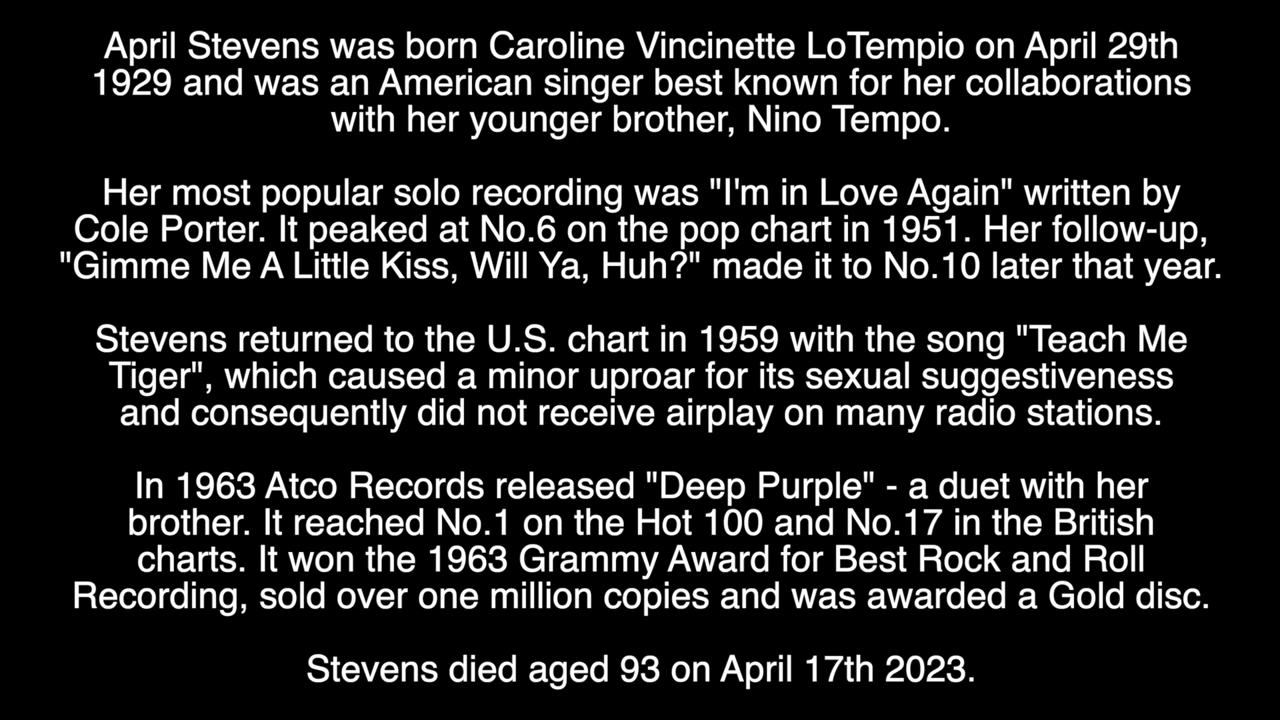 April Stevens was born Caroline Vincinette LoTempio on April 29th
1929 and was an American singer best known for her collaborations
with her younger brother, Nino Tempo.
Her most popular solo recording was "I'm in Love Again" written by
Cole Porter. It peaked at No.6 on the pop chart in 1951. Her follow-up,
"Gimme Me A Little Kiss, Will Ya, Huh?" made it to No.10 later that year.
Stevens returned to the U.S. chart in 1959 with the song "Teach Me
Tiger", which caused a minor uproar for its sexual suggestiveness
and consequently did not receive airplay on many radio stations.
In 1963 Atco Records released "Deep Purple" - a duet with her
brother. It reached No.1 on the Hot 100 and No.17 in the British
charts. It won the 1963 Grammy Award for Best Rock and Roll
Recording, sold over one million copies and was awarded a Gold disc.
Stevens died aged 93 on April 17th 2023.